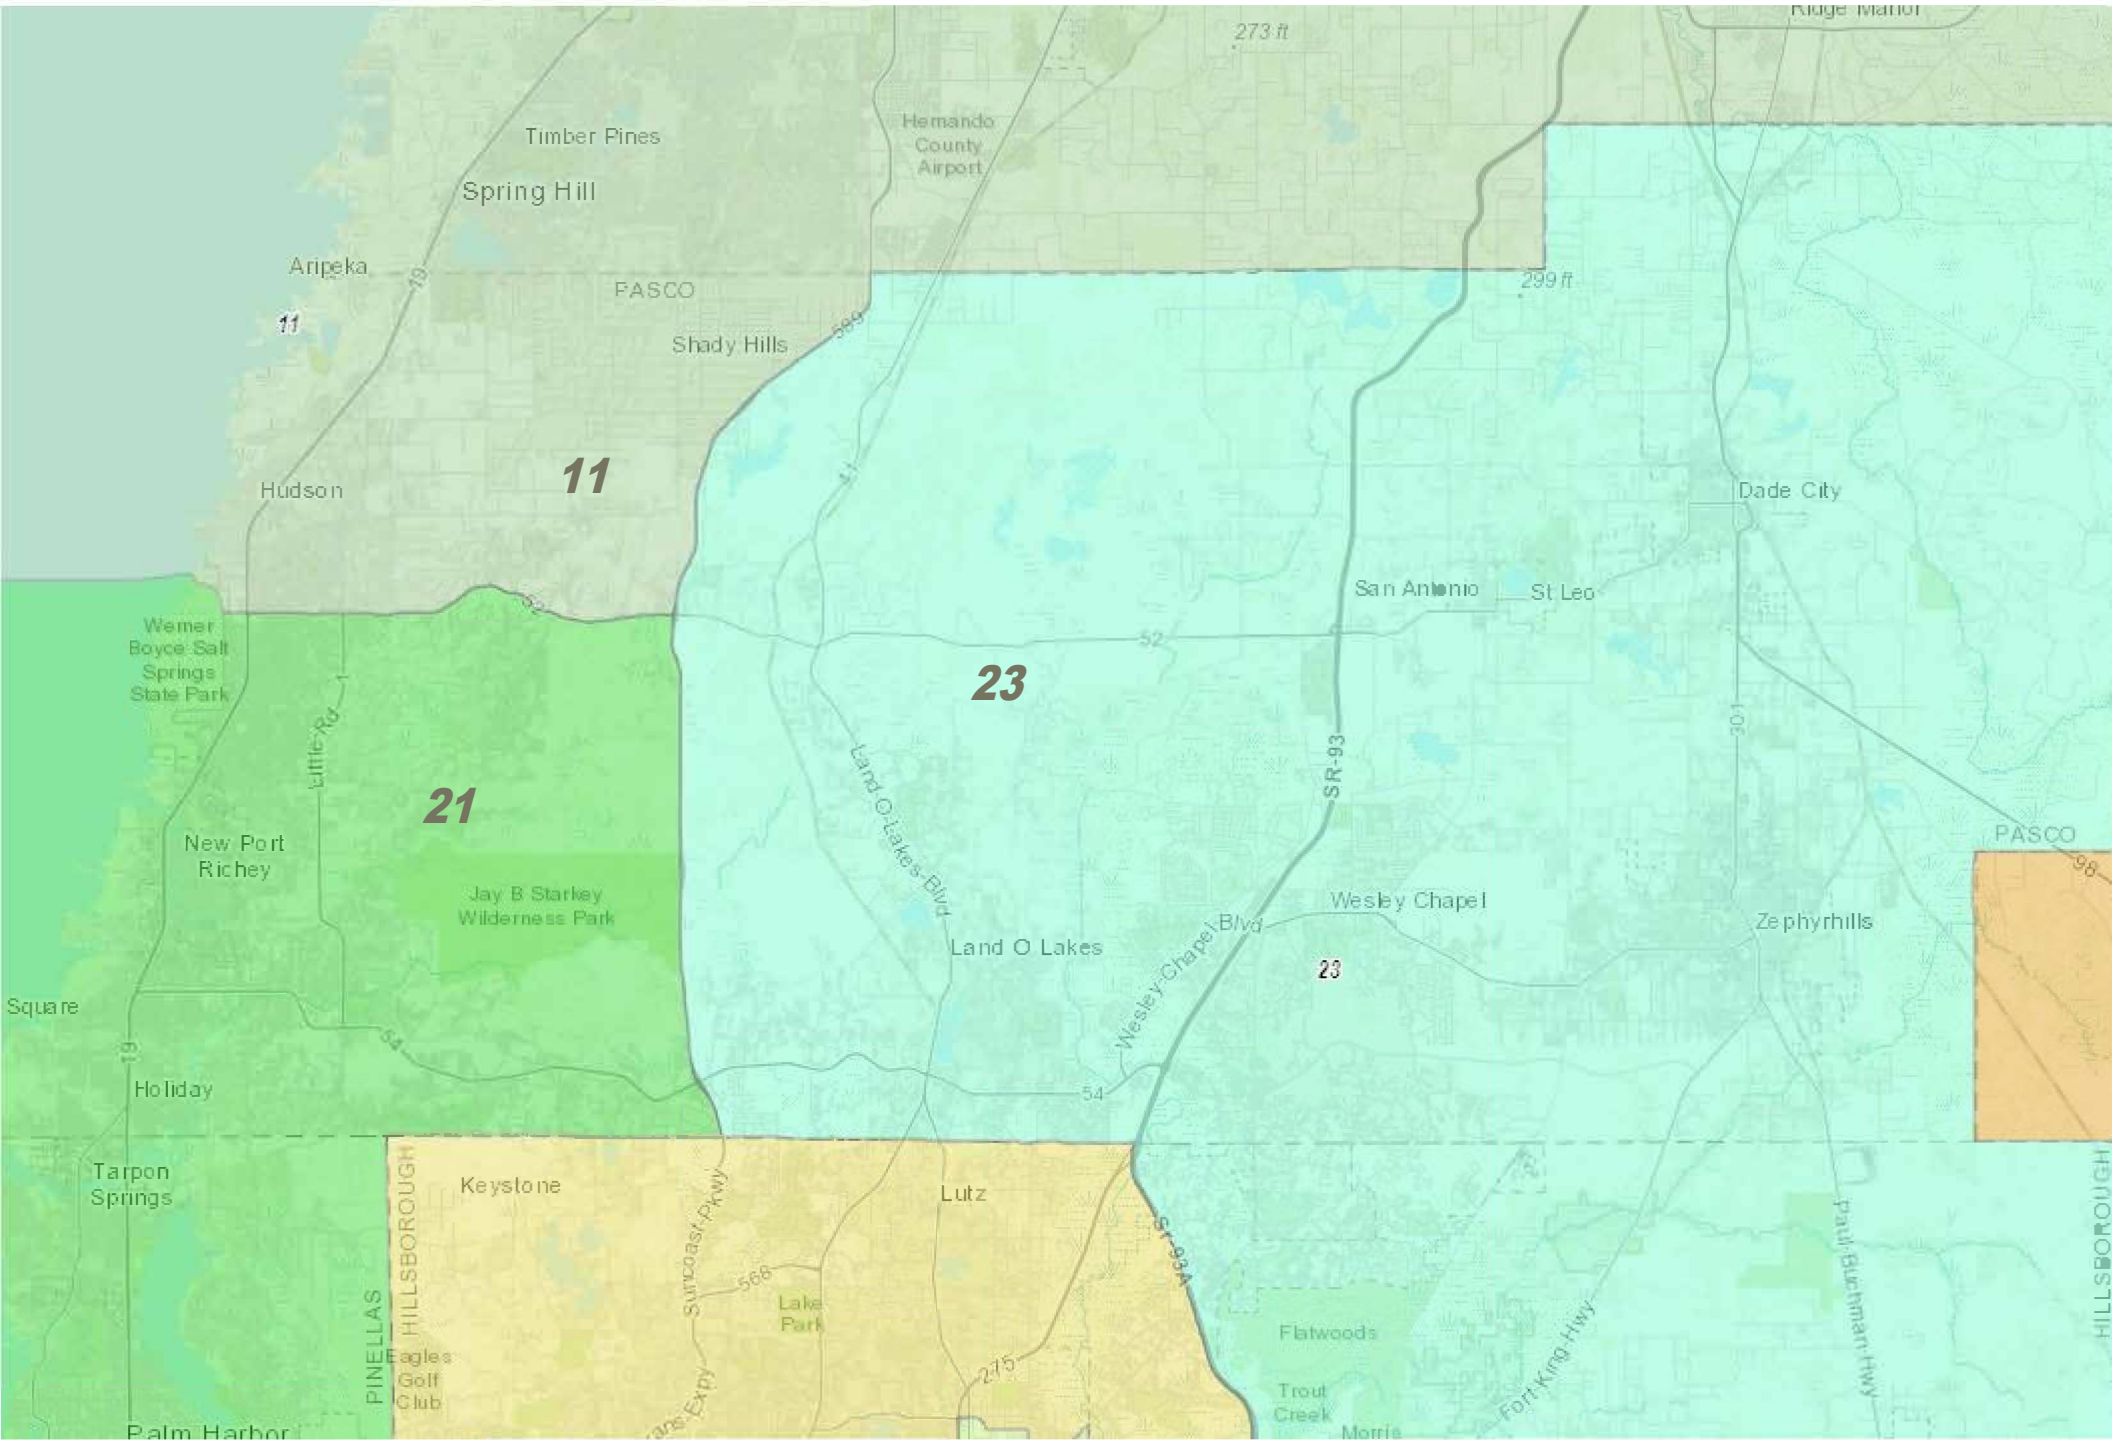 Ridge Manor
273 ft
Hernando
County
Airport
Timber Pines
Spring Hill
Aripeka
19
PASCO
299 ft
11
589
Shady Hills
41
11
Hudson
Dade City
San Antonio
St Leo
52
Werner
Boyce Salt
Springs
State Park
52
23
Little Rd
1
301
SR-93
21
Land O Lakes Blvd
New Port
Richey
PASCO
98
Jay B Starkey
Wilderness Park
Wesley Chapel
Wesley Chapel Blvd
Zephyrhills
Land O Lakes
23
Square
54
19
Holiday
54
Tarpon
Springs
HILLSBOROUGH
Keystone
Lutz
Suncoast Pkwy
Sr-93A
Paul Buchman Hwy
HILLSBOROUGH
568
PINELLAS
Lake
Park
Flatwoods
Fort King Hwy
Eagles
Golf
Club
275
Trout
Creek
rans Expy
Palm Harbor
Morris